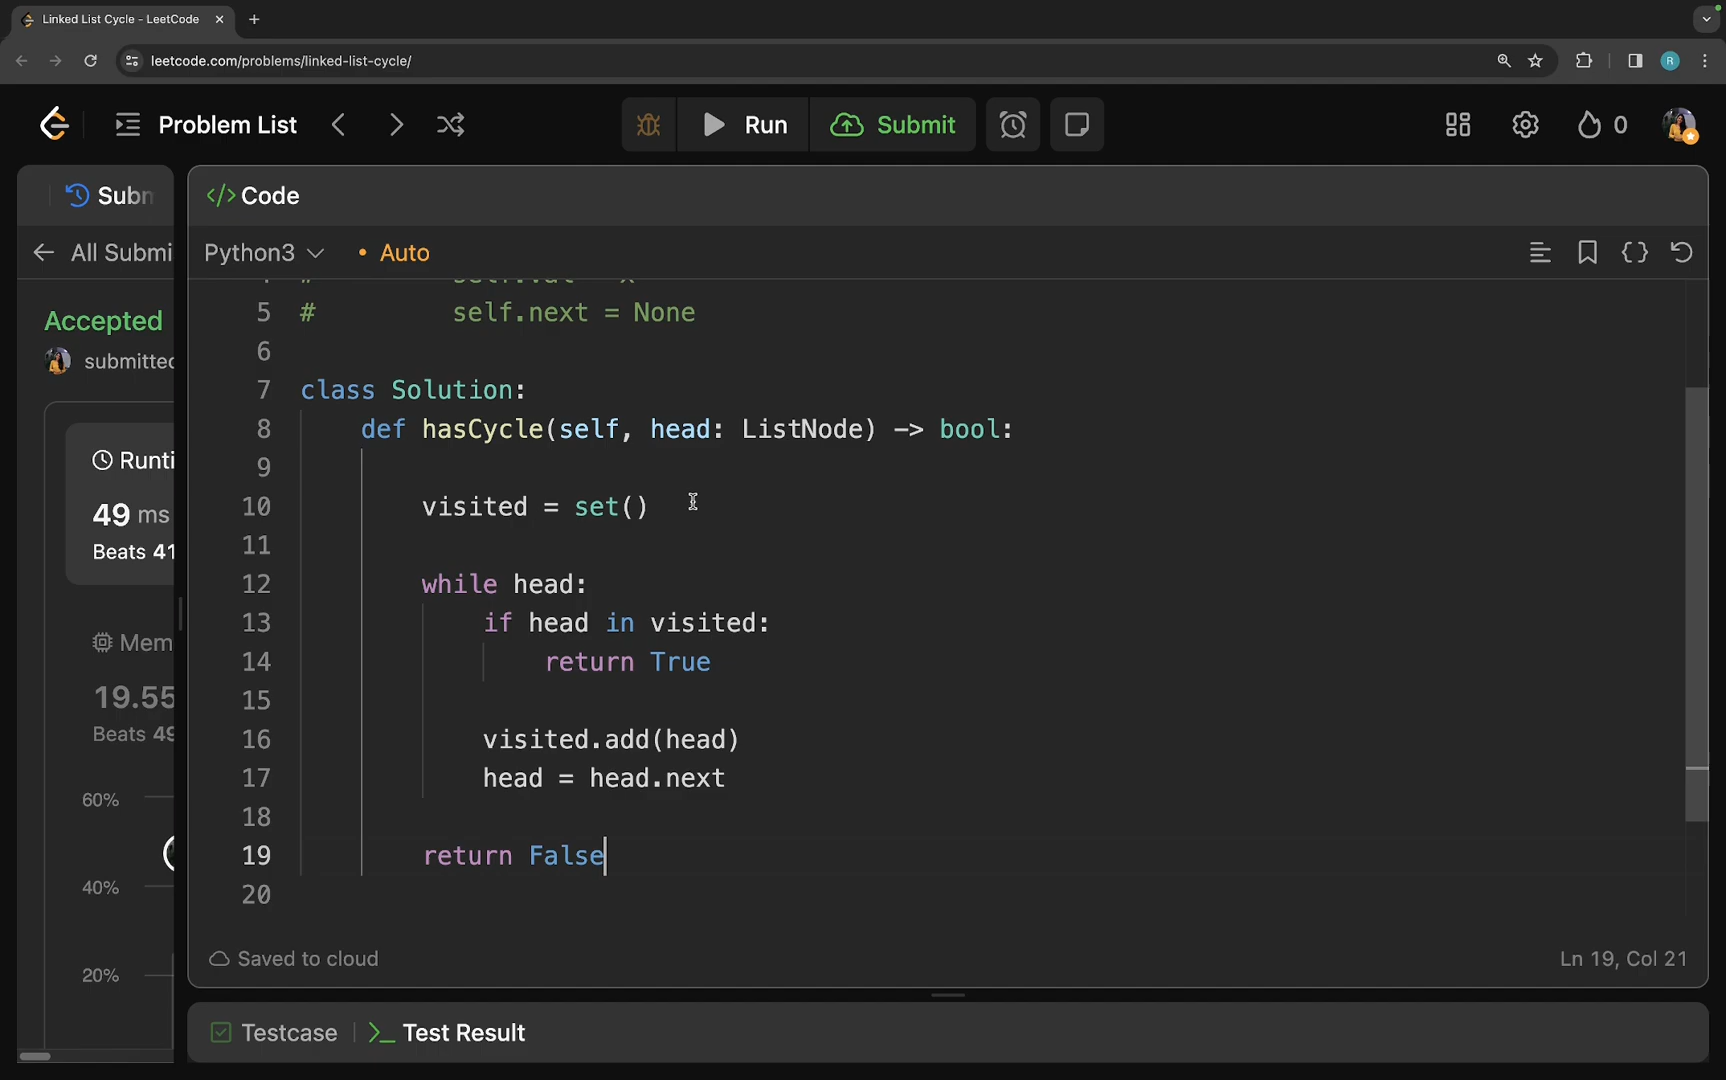 Linked List Cycle - LeetCode
leetcode.com/problems/linked-list-cycle/
R
Problem List
Run
Submit
0
Subm
</> Code
All Submi
Python3
• Auto
Accepted
submitted
Runti
49 ms
Beats 41
Mem
19.55
Beats 49
60%
40%
20%
5 # self.next = None
6
7 class Solution:
8 def hasCycle(self, head: ListNode) -> bool:
9
10 visited = set()
11
12 while head:
13 if head in visited:
14 return True
15
16 visited.add(head)
17 head = head.next
18
19 return False
20
Saved to cloud
Ln 19, Col 21
Testcase
>_ Test Result